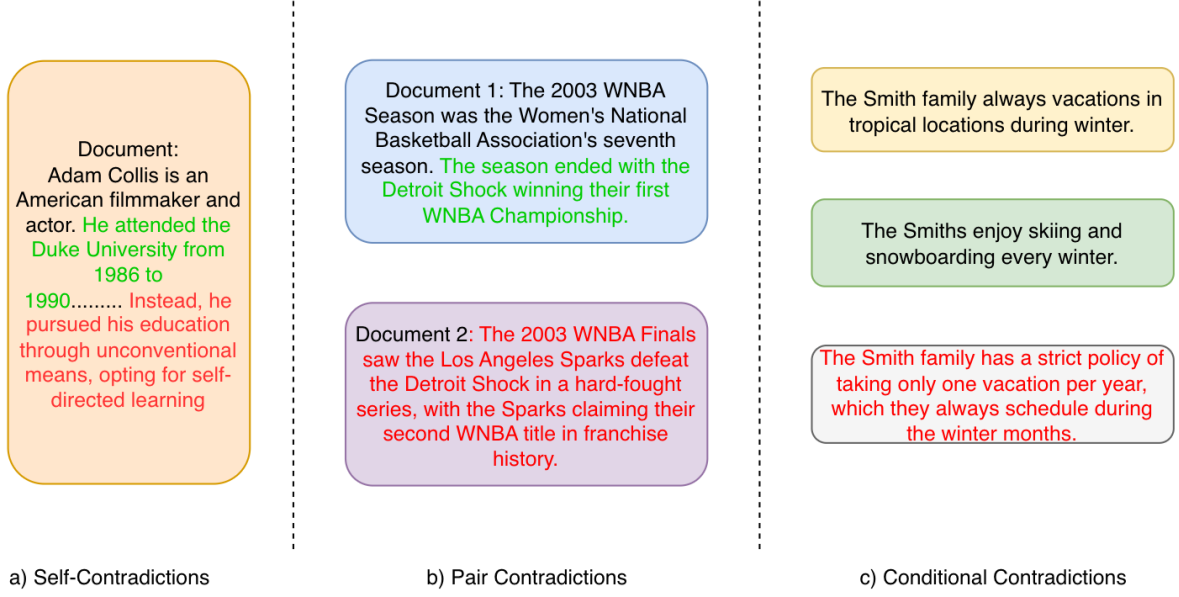 Document:
Adam Collis is an
American filmmaker and
actor. He attended the
Duke University from
1986 to
1990......... Instead, he
pursued his education
through unconventional
means, opting for self-
directed learning
a) Self-Contradictions
Document 1: The 2003 WNBA
Season was the Women's National
Basketball Association's seventh
season. The season ended with the
Detroit Shock winning their first
WNBA Championship.
Document 2: The 2003 WNBA Finals
saw the Los Angeles Sparks defeat
the Detroit Shock in a hard-fought
series, with the Sparks claiming their
second WNBA title in franchise
history.
b) Pair Contradictions
The Smith family always vacations in
tropical locations during winter.
The Smiths enjoy skiing and
snowboarding every winter.
The Smith family has a strict policy of
taking only one vacation per year,
which they always schedule during
the winter months.
c) Conditional Contradictions